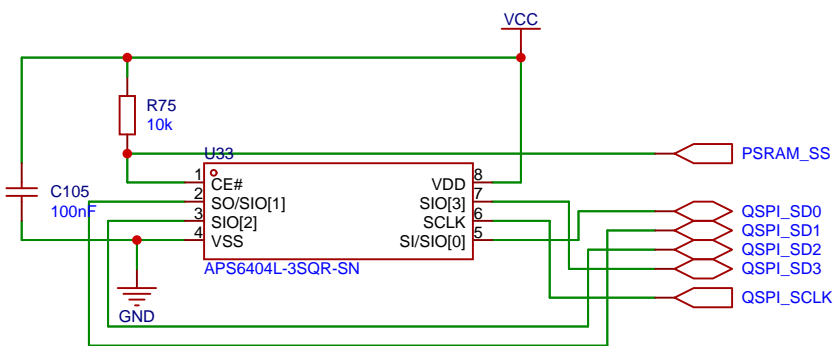 VCC
R75
10k
U33
PSRAM_SS
1
CE#
VDD
8
C105
100nF
2
SO/SIO[1]
SIO[3]
7
3
SIO[2]
SCLK
6
4
VSS
SI/SIO[0]
5
QSPI_SD0
QSPI_SD1
QSPI_SD2
QSPI_SD3
APS6404L-3SQR-SN
QSPI_SCLK
GND